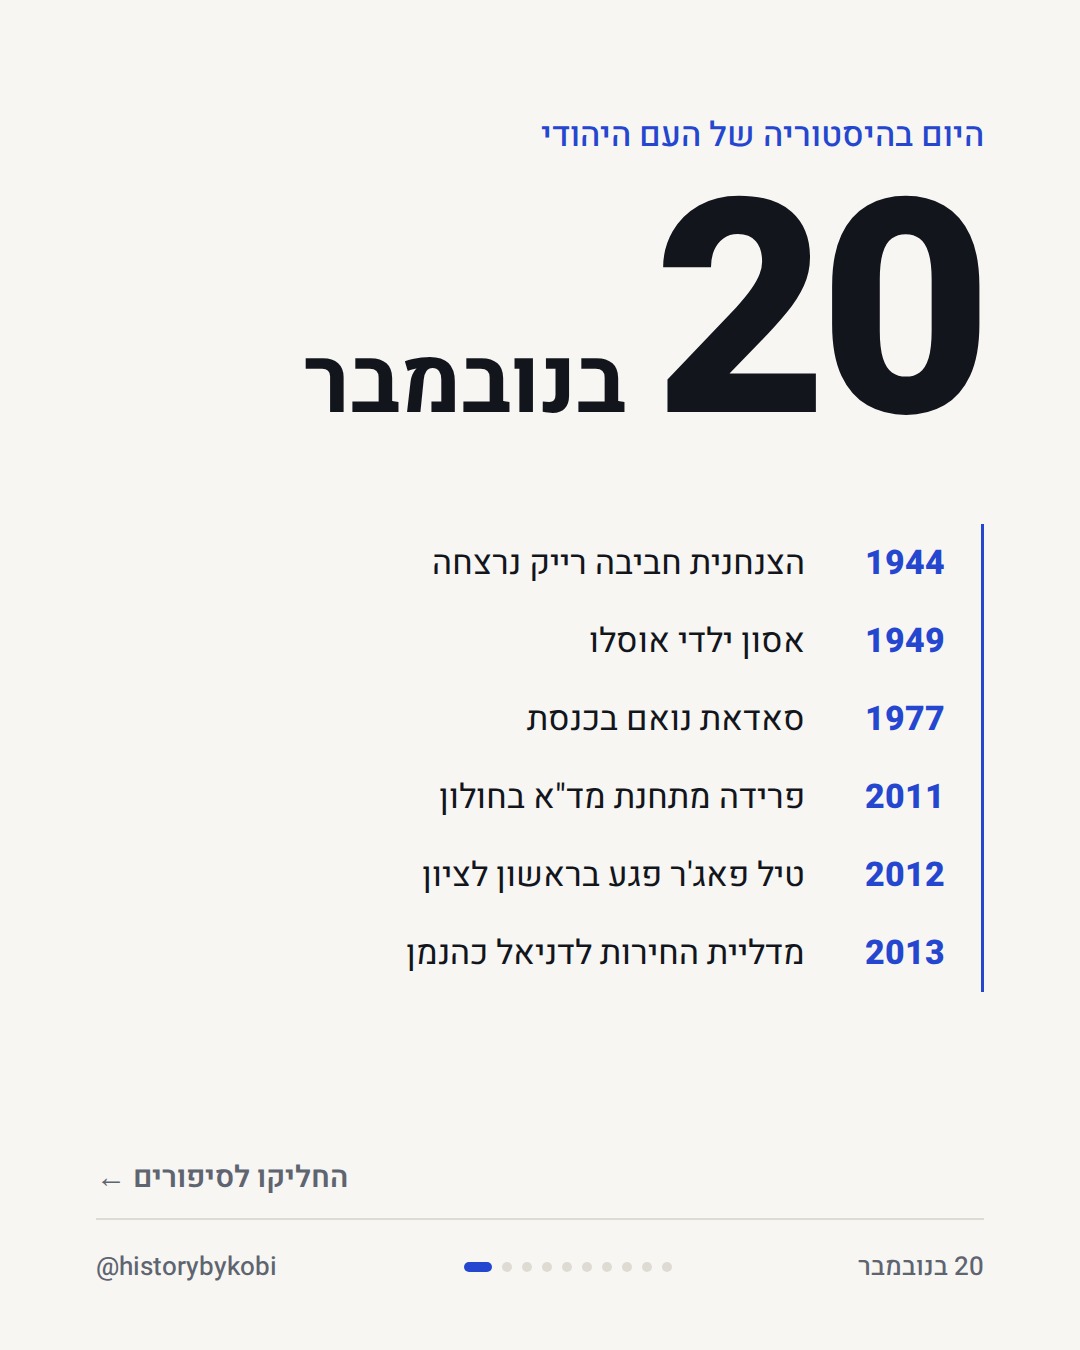 היום בהיסטוריה של העם היהודי
20 בנובמבר
1944 הצנחנית חביבה רייק נרצחה
1949 אסון ילדי אוסלו
1977 סאדאת נואם בכנסת
2011 פרידה מתחנת מד"א בחולון
2012 טיל פאג'ר פגע בראשון לציון
2013 מדליית החירות לדניאל כהנמן
החליקו לסיפורים ←
20 בנובמבר
@historybykobi